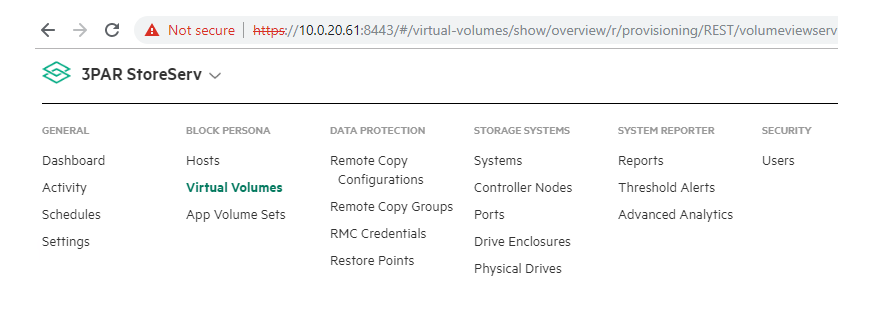 Not secure | https://10.0.20.61:8443/#/virtual-volumes/show/overview/r/provisioning/REST/volumeviewserv
3PAR StoreServ
GENERAL
Dashboard
Activity
Schedules
Settings
BLOCK PERSONA
Hosts
Virtual Volumes
App Volume Sets
DATA PROTECTION
Remote Copy
Configurations
Remote Copy Groups
RMC Credentials
Restore Points
STORAGE SYSTEMS
Systems
Controller Nodes
Ports
Drive Enclosures
Physical Drives
SYSTEM REPORTER
Reports
Threshold Alerts
Advanced Analytics
SECURITY
Users